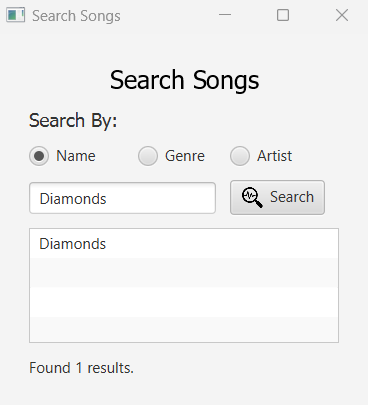 Search Songs
Search Songs
Search By:
Name Genre Artist
Diamonds Search
Diamonds
Found 1 results.